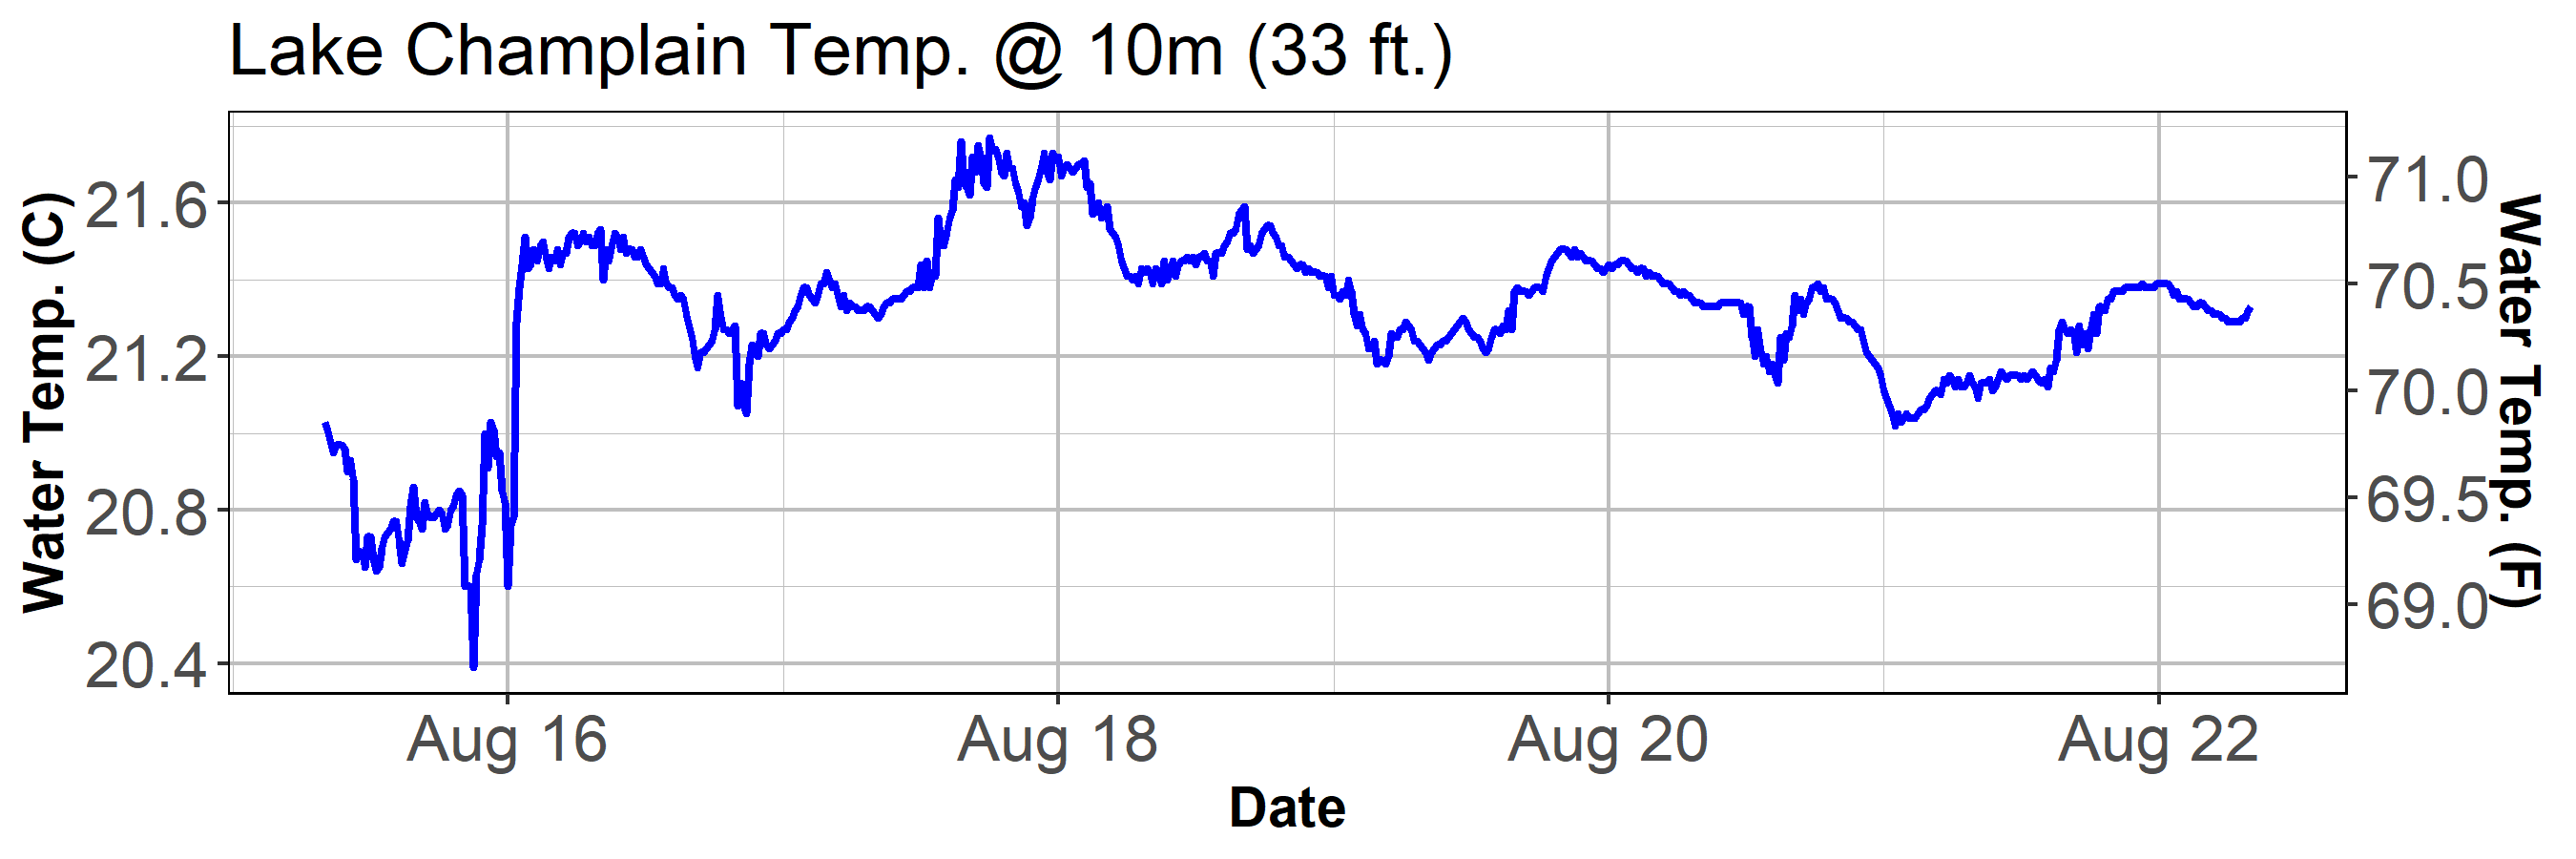 Lake Champlain Temp. @ 10m (33 ft.)
Water Temp. (C)
21.6
21.2
20.8
20.4
71.0
70.5
70.0
69.5
69.0
Water Temp. (F)
Aug 16 Aug 18 Aug 20 Aug 22
Date